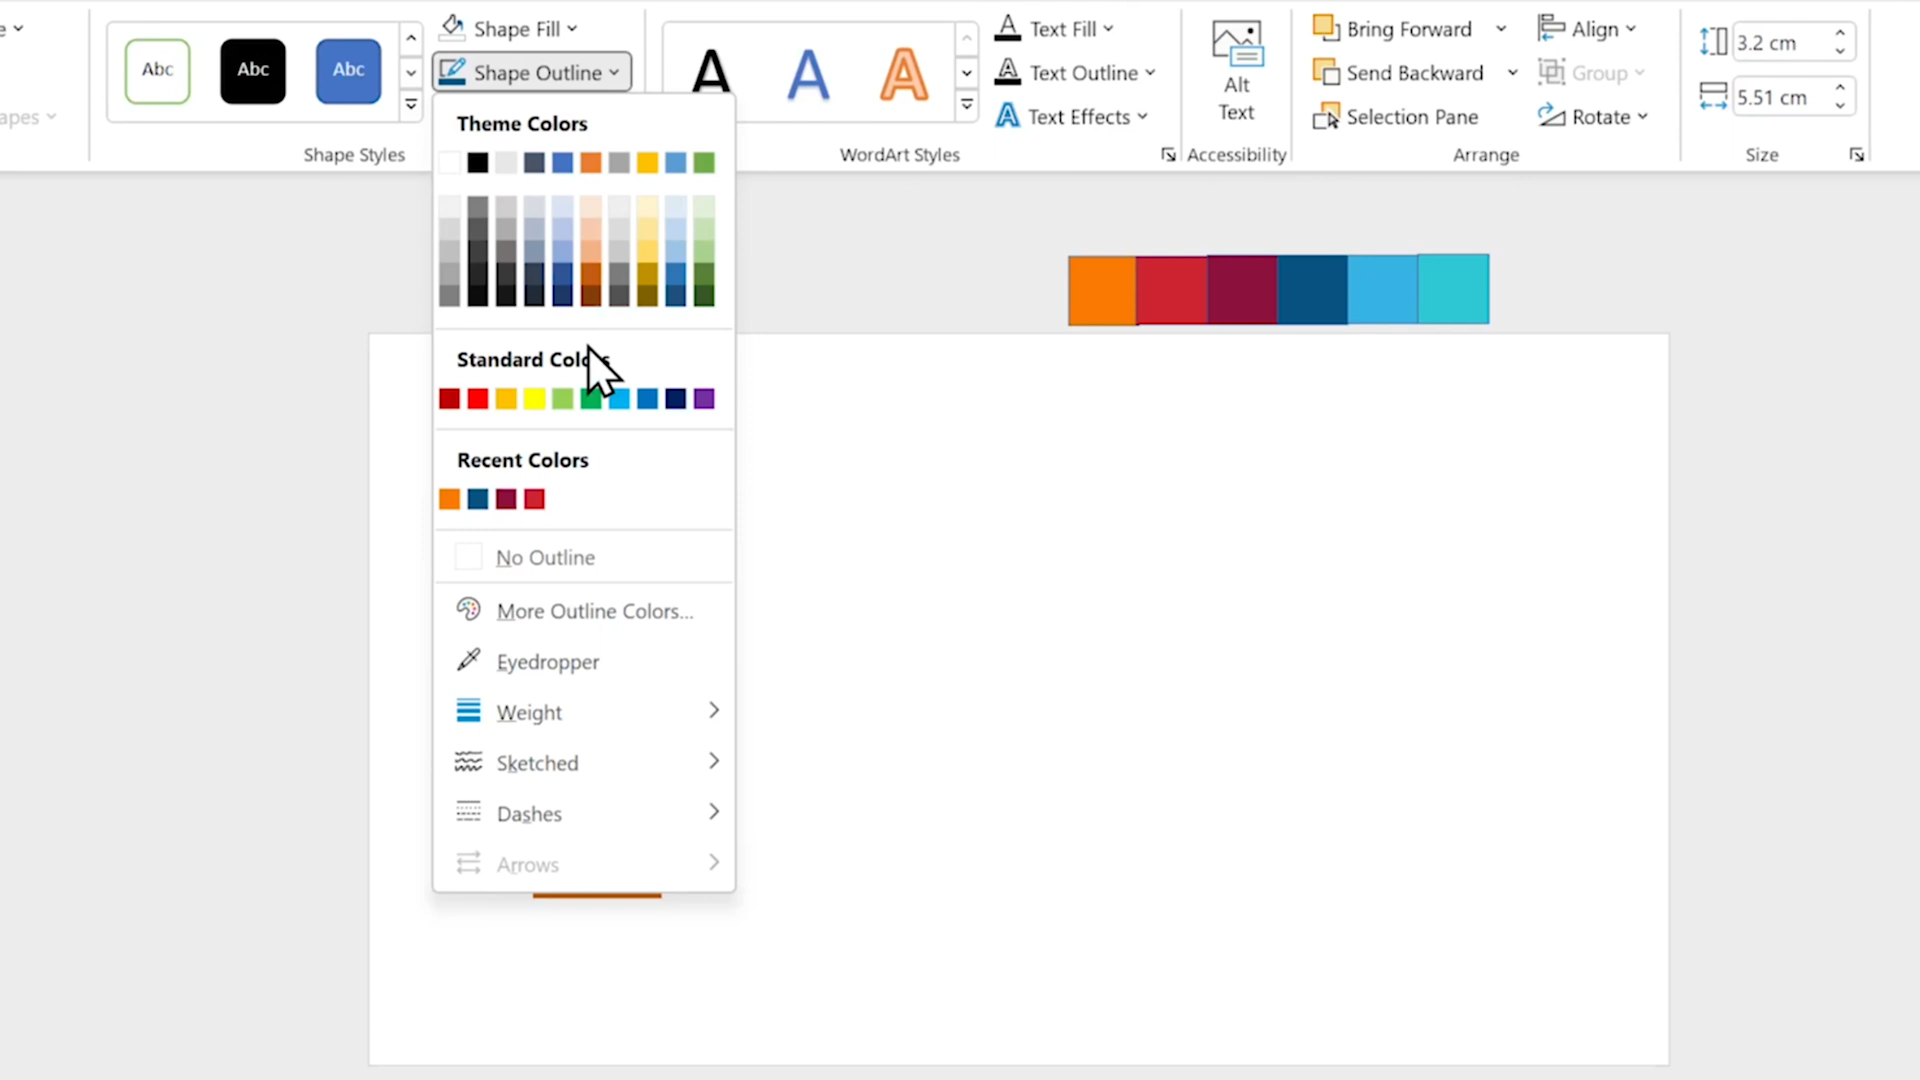 Abc
Abc
Abc
Shape Styles
Shape Fill
Shape Outline
A
A
A
WordArt Styles
Text Fill
Text Outline
Text Effects
Alt
Text
Accessibility
Bring Forward
Send Backward
Selection Pane
Align
Group
Rotate
Arrange
3.2 cm
5.51 cm
Size
Theme Colors
Standard Colors
Recent Colors
No Outline
More Outline Colors...
Eyedropper
Weight
Sketched
Dashes
Arrows